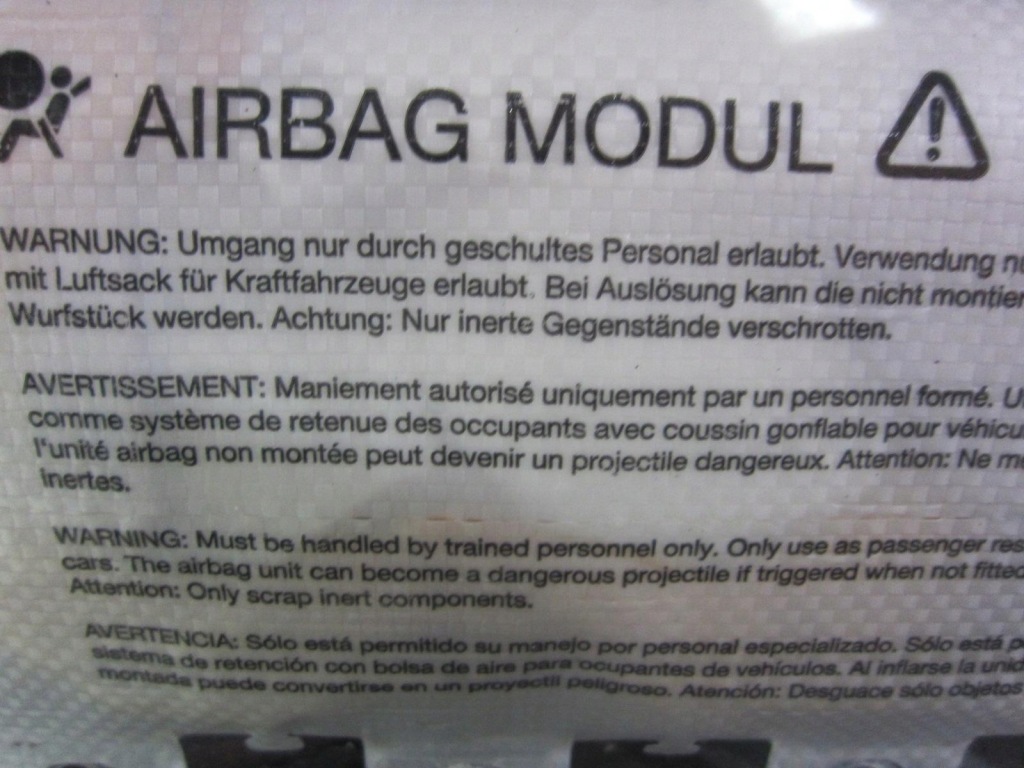 AIRBAG MODUL
WARNUNG: Umgang nur durch geschultes Personal erlaubt. Verwendung
mit Luftsack für Kraftfahrzeuge erlaubt. Bei Auslösung kann die nicht
Wurfstück werden. Achtung: Nur inerte Gegenstände verschrotten.
AVERTISSEMENT: Maniement autorisé uniquement par un personnel formé.
comme système de retenue des occupants avec coussin gonflable pour
l'unité airbag non montée peut devenir un projectile dangereux. Attention: Ne
inertes.
WARNING: Must be handled by trained personnel only. Only use as passenger
cars. The airbag unit can become a dangerous projectile if triggered when not fitted
Attention: Only scrap inert components.
AVERTENCIA: Sólo está permitido su manejo por personal especializado. Sólo está
sistema de retención con bolsa de aire para ocupantes de vehículos. Al inflarse la
montada puede convertirse en un proyectil peligroso. Atención: Desguace sólo objetos